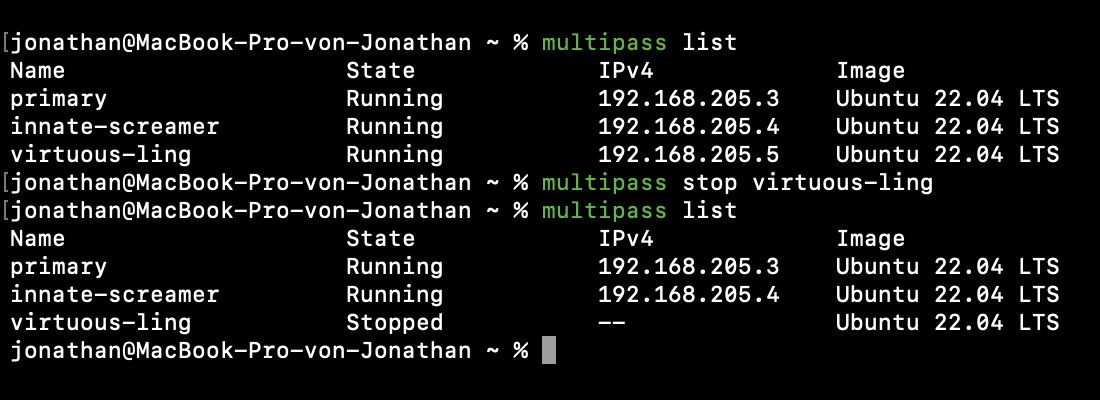 [jonathan@MacBook-Pro-von-Jonathan ~ % multipass list
Name State IPv4 Image
primary Running 192.168.205.3 Ubuntu 22.04 LTS
innate-screamer Running 192.168.205.4 Ubuntu 22.04 LTS
virtuous-ling Running 192.168.205.5 Ubuntu 22.04 LTS
[jonathan@MacBook-Pro-von-Jonathan ~ % multipass stop virtuous-ling
[jonathan@MacBook-Pro-von-Jonathan ~ % multipass list
Name State IPv4 Image
primary Running 192.168.205.3 Ubuntu 22.04 LTS
innate-screamer Running 192.168.205.4 Ubuntu 22.04 LTS
virtuous-ling Stopped -- Ubuntu 22.04 LTS
jonathan@MacBook-Pro-von-Jonathan ~ %